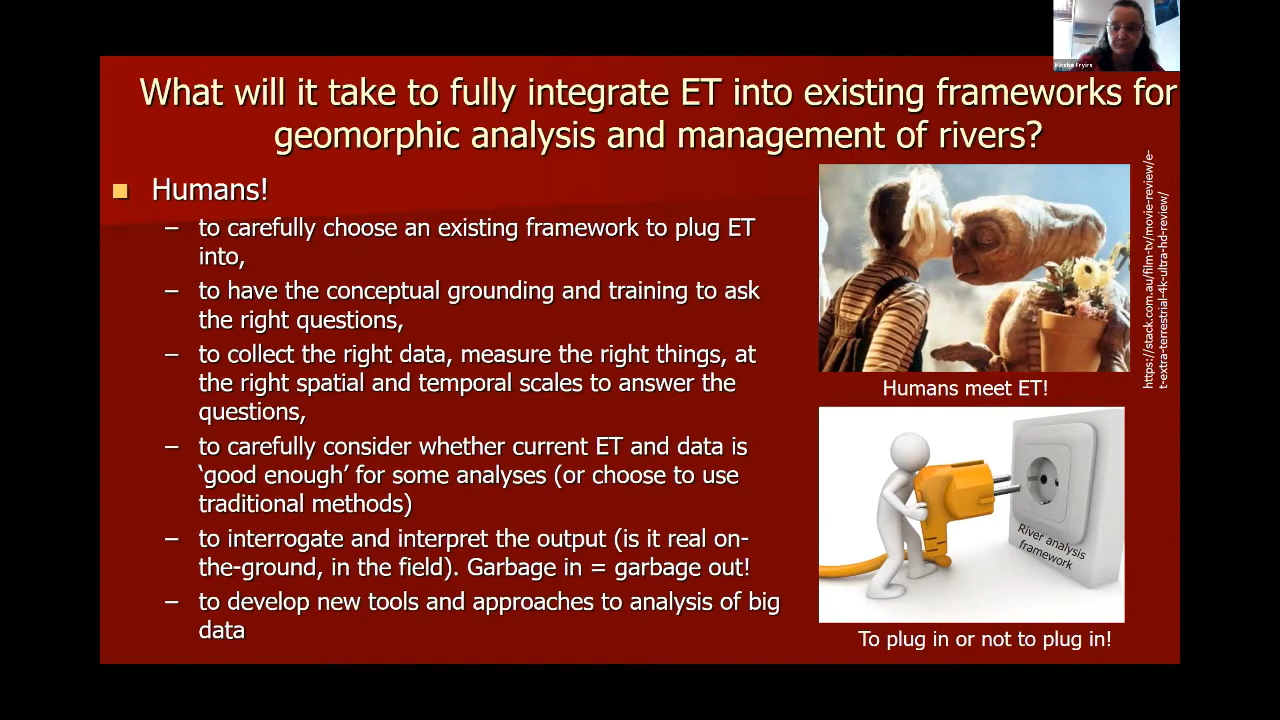 Kirstie Fryirs
What will it take to fully integrate ET into existing frameworks for
geomorphic analysis and management of rivers?
Humans!
– to carefully choose an existing framework to plug ET
into,
– to have the conceptual grounding and training to ask
the right questions,
– to collect the right data, measure the right things, at
the right spatial and temporal scales to answer the
questions,
– to carefully consider whether current ET and data is
‘good enough’ for some analyses (or choose to use
traditional methods)
– to interrogate and interpret the output (is it real on-
the-ground, in the field). Garbage in = garbage out!
– to develop new tools and approaches to analysis of big
data
https://stack.com.au/film-tv/movie-review/e-
t-extra-terrestrial-4k-ultra-hd-review/
Humans meet ET!
River analysis
framework
To plug in or not to plug in!